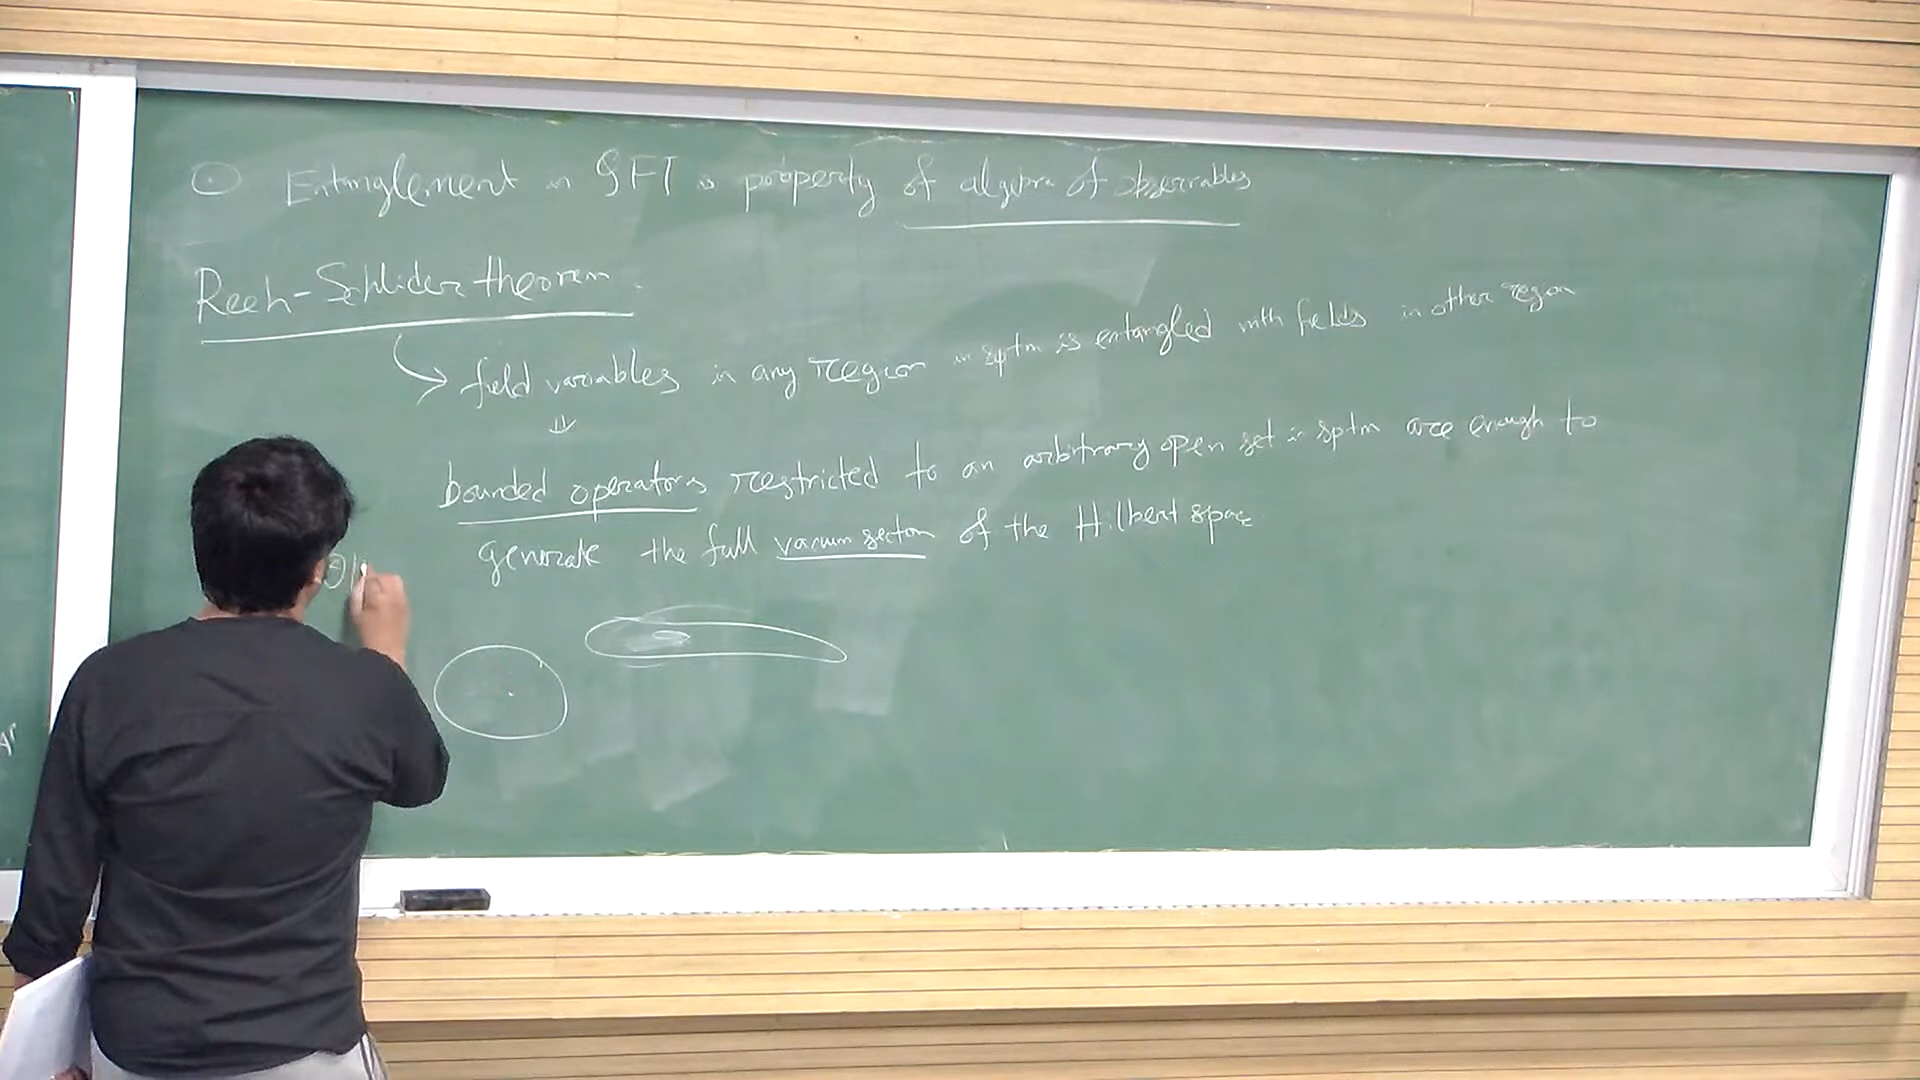 ⊙ Entanglement in QFT is property of algebra of observables
Reeh-Schlider theorem.
↳ field variables in any region in sptm is entangled with fields in other region
⇓
bounded operators restricted to an arbitrary open set in sptm are enough to
generate the full vacuum sector of the Hilbert space